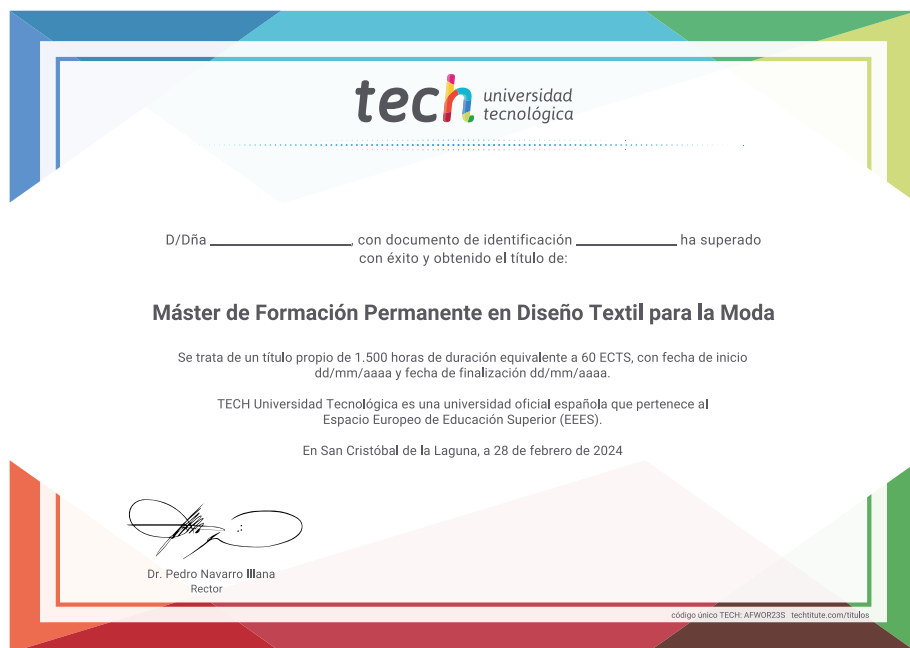 tech universidad
tecnológica
D/Dña ________________, con documento de identificación ___________ ha superado
con éxito y obtenido el título de:
Máster de Formación Permanente en Diseño Textil para la Moda
Se trata de un título propio de 1.500 horas de duración equivalente a 60 ECTS, con fecha de inicio
dd/mm/aaaa y fecha de finalización dd/mm/aaaa.
TECH Universidad Tecnológica es una universidad oficial española que pertenece al
Espacio Europeo de Educación Superior (EEES).
En San Cristóbal de la Laguna, a 28 de febrero de 2024
Dr. Pedro Navarro Illana
Rector
código único TECH: AFWOR23S techtitute.com/titulos